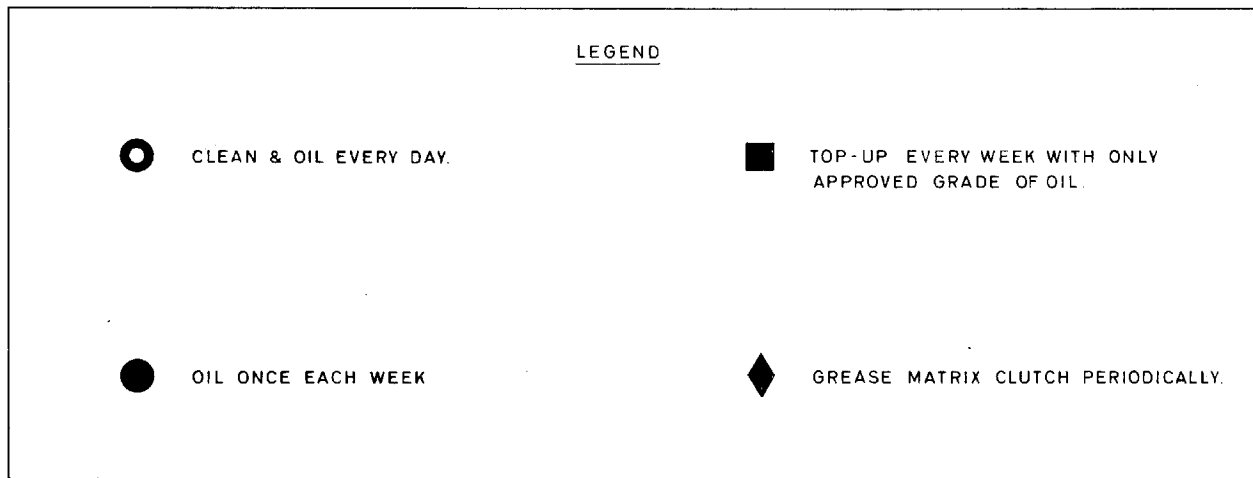 LEGEND
CLEAN & OIL EVERY DAY.
TOP-UP EVERY WEEK WITH ONLY
APPROVED GRADE OF OIL.
OIL ONCE EACH WEEK
GREASE MATRIX CLUTCH PERIODICALLY.